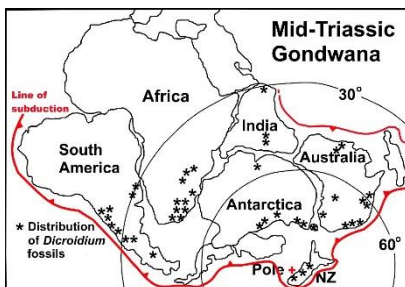 Mid-Triassic
Gondwana
Line of
subduction
Africa
30°
India
South
America
Australia
Antarctica
* Distribution
of Dicroidium
fossils
60°
Pole +
NZ